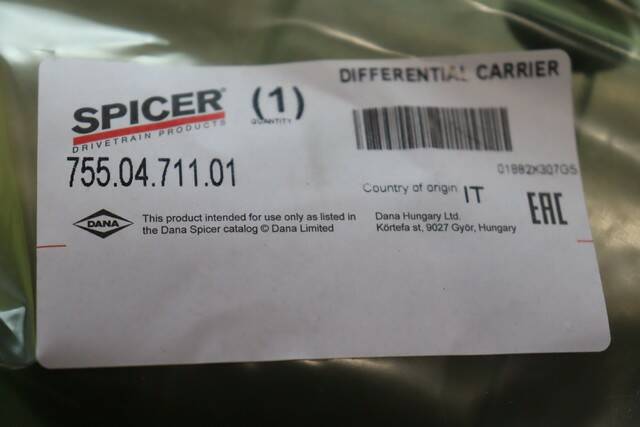 DIFFERENTIAL CARRIER
SPICER®
DRIVETRAIN PRODUCTS
(1)
QUANTITY
755.04.711.01
01882X307G5
Country of origin IT
EAC
DANA
This product intended for use only as listed in
the Dana Spicer catalog © Dana Limited
Dana Hungary Ltd.
Körtefa st, 9027 Györ, Hungary